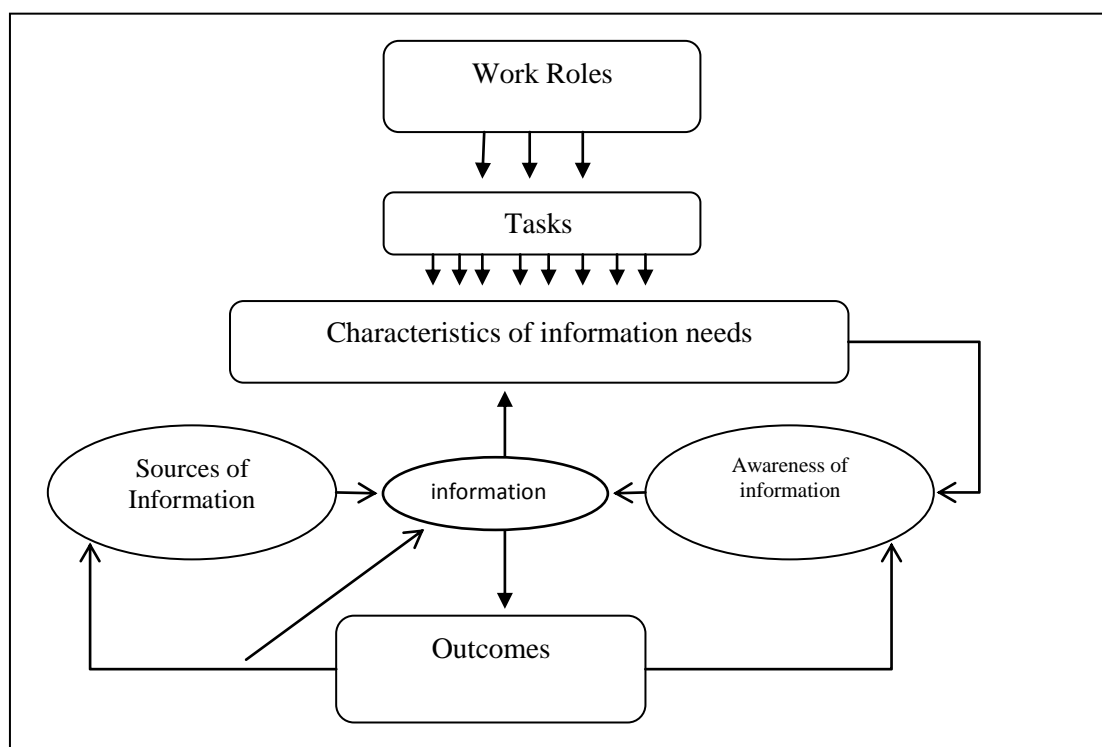 Work Roles
Tasks
Characteristics of information needs
Sources of
Information
information
Awareness of
information
Outcomes